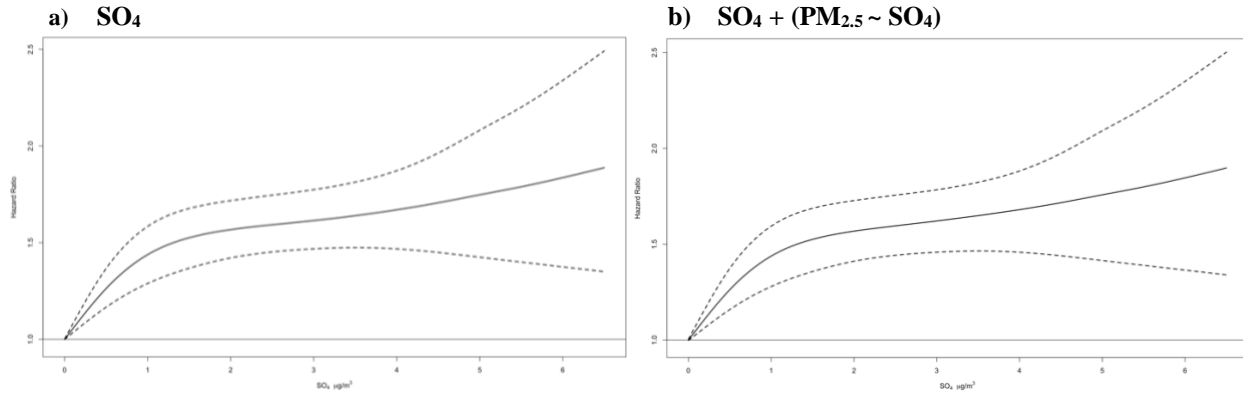 a) SO₄
2.5
2.0
1.5
1.0
Hazard Ratio
0 1 2 3 4 5 6
SO₄ μg/m³
b) SO₄ + (PM₂.₅ ~ SO₄)
2.5
2.0
1.5
1.0
Hazard Ratio
0 1 2 3 4 5 6
SO₄ μg/m³